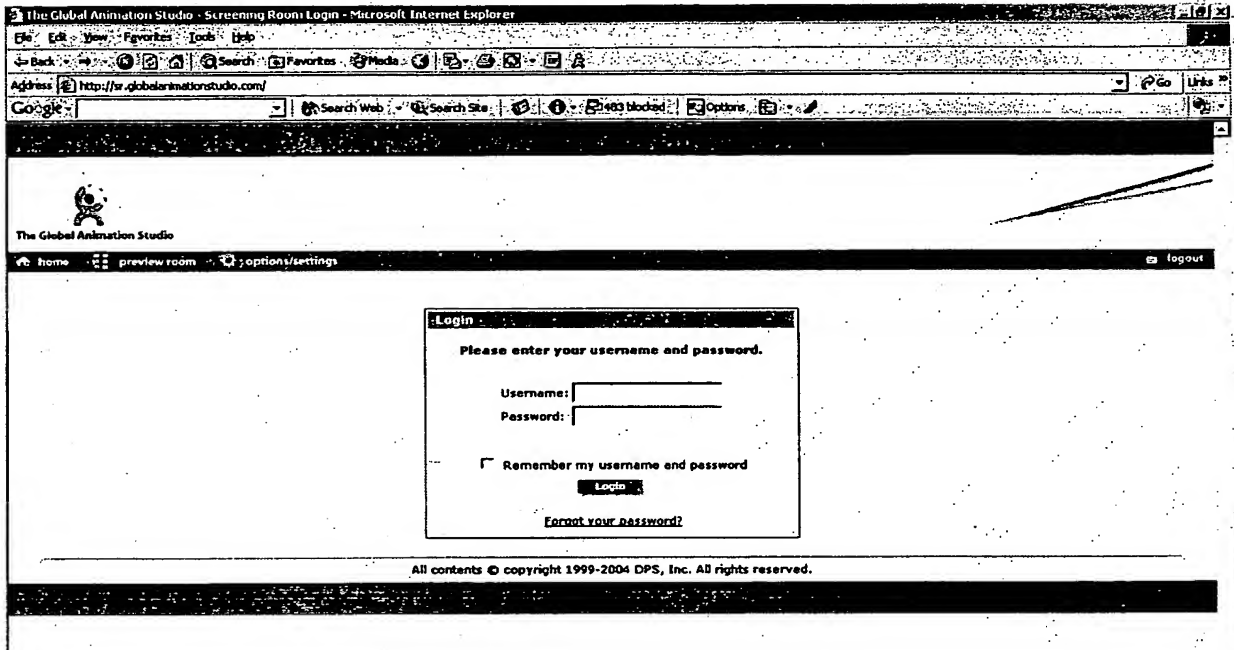 The Global Animation Studio - Screening Room Login - Microsoft Internet Explorer
File Edit View Favorites Tools Help
Back Search Favorites Media
Address http://sr.globalanimationstudio.com/ Go Links »
Google Search Web Search Site 483 blocked Options
The Global Animation Studio
home preview room options/settings logout
Login
Please enter your username and password.
Username:
Password:
Remember my username and password
Login
Forgot your password?
All contents © copyright 1999-2004 DPS, Inc. All rights reserved.